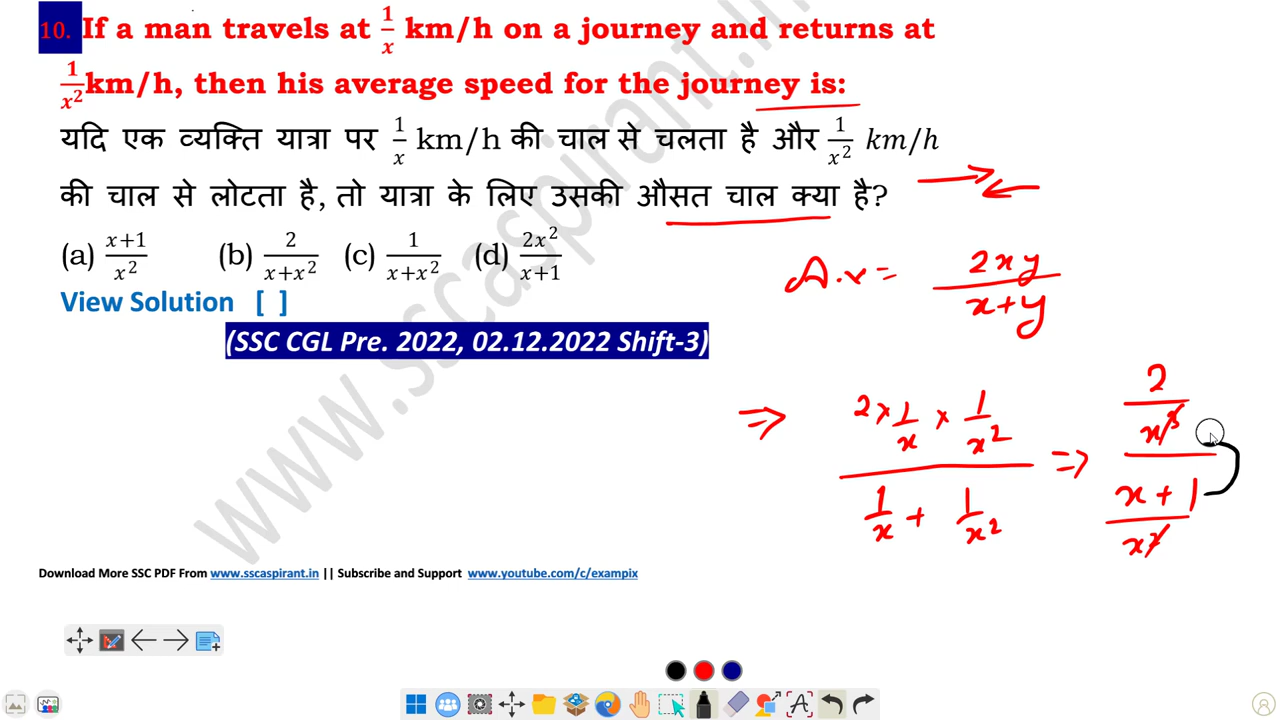 10. If a man travels at 1/x km/h on a journey and returns at
1/x² km/h, then his average speed for the journey is:
यदि एक व्यक्ति यात्रा पर 1/x km/h की चाल से चलता है और 1/x² km/h
की चाल से लोटता है, तो यात्रा के लिए उसकी औसत चाल क्या है?
(a) x+1/x² (b) 2/x+x² (c) 1/x+x² (d) 2x²/x+1
View Solution [ ]
(SSC CGL Pre. 2022, 02.12.2022 Shift-3)
A.v = 2xy/x+y
⇒ 2×1/x×1/x² / 1/x + 1/x² ⇒ 2/x³ / x+1/x²
www.sscaspirant.in
Download More SSC PDF From www.sscaspirant.in || Subscribe and Support www.youtube.com/c/exampix